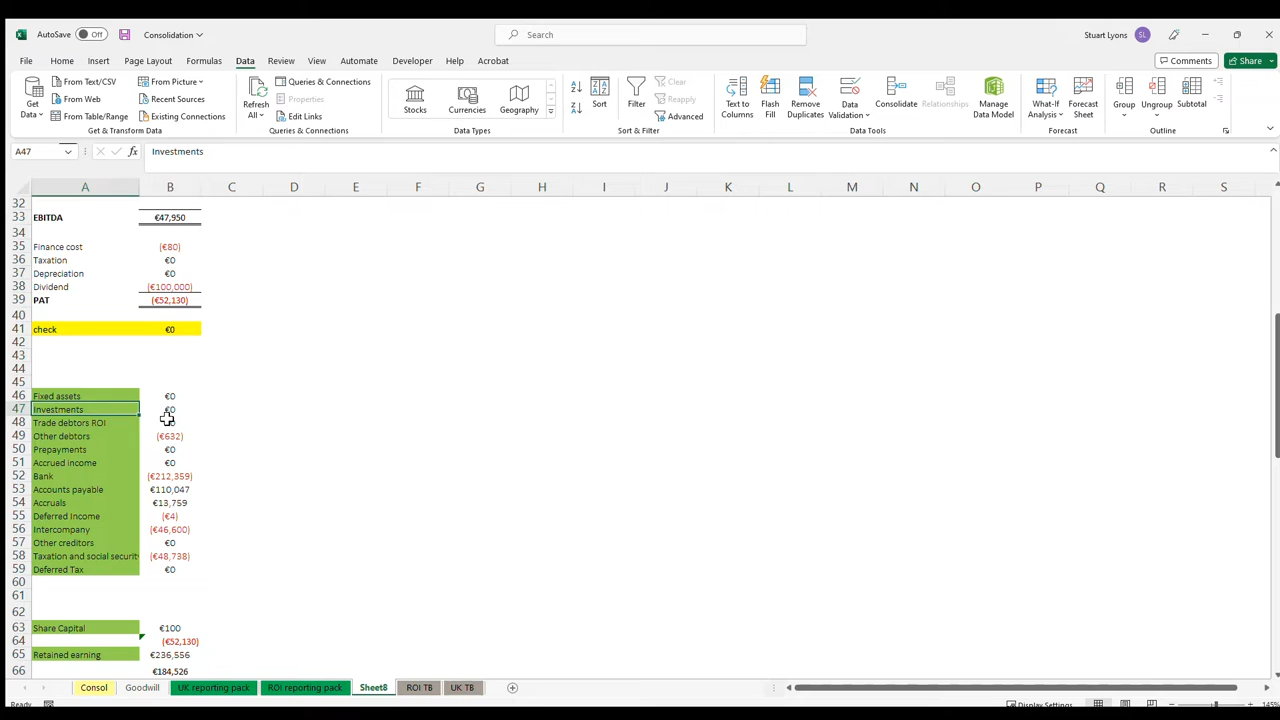 AutoSave Off Consolidation Search Stuart Lyons SL
File Home Insert Page Layout Formulas Data Review View Automate Developer Help Acrobat Comments Share
Get Data From Text/CSV From Web From Table/Range From Picture Recent Sources Existing Connections Refresh All Queries & Connections Properties Edit Links Stocks Currencies Geography Sort Filter Clear Reapply Advanced Text to Columns Flash Fill Remove Duplicates Data Validation Consolidate Relationships Manage Data Model What-If Analysis Forecast Sheet Group Ungroup Subtotal
Get & Transform Data Queries & Connections Data Types Sort & Filter Data Tools Forecast Outline
A47 fx Investments
A B C D E F G H I J K L M N O P Q R S
32
33 EBITDA €47,950
34
35 Finance cost (€80)
36 Taxation €0
37 Depreciation €0
38 Dividend (€100,000)
39 PAT (€52,130)
40
41 check €0
42
43
44
45
46 Fixed assets €0
47 Investments €0
48 Trade debtors ROI
49 Other debtors (€632)
50 Prepayments €0
51 Accrued income €0
52 Bank (€212,359)
53 Accounts payable €110,047
54 Accruals €13,759
55 Deferred Income (€4)
56 Intercompany (€46,600)
57 Other creditors €0
58 Taxation and social securit (€48,738)
59 Deferred Tax €0
60
61
62
63 Share Capital €100
64 (€52,130)
65 Retained earning €236,556
66 €184,526
Consol Goodwill UK reporting pack ROI reporting pack Sheet8 ROI TB UK TB
Ready Display Settings 145%